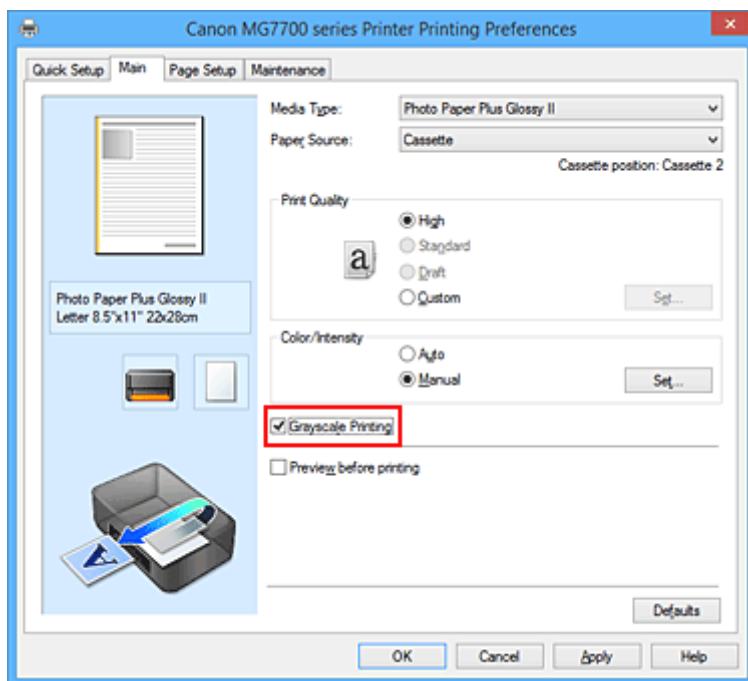 Canon MG7700 series Printer Printing Preferences
Quick Setup Main Page Setup Maintenance
Media Type: Photo Paper Plus Glossy II
Paper Source: Cassette
Cassette position: Cassette 2
Print Quality
High
a
Standard
Draft
Custom Set...
Photo Paper Plus Glossy II
Letter 8.5"x11" 22x28cm
Color/Intensity
Auto
Manual Set...
Grayscale Printing
Preview before printing
A
Defaults
OK Cancel Apply Help